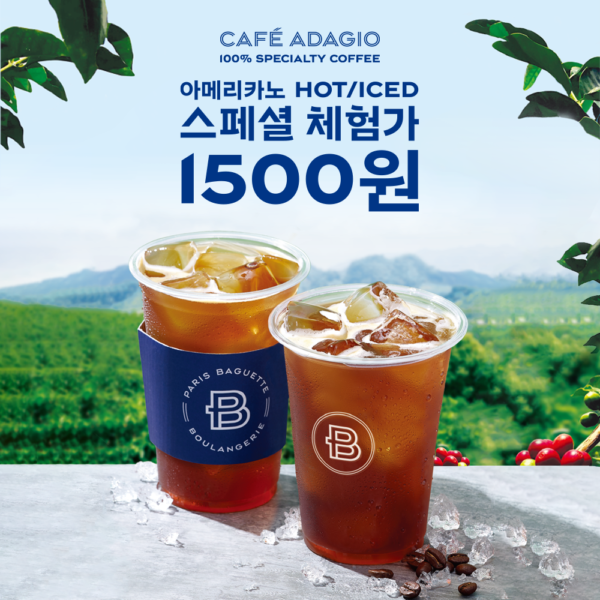 CAFÉ ADAGIO
100% SPECIALTY COFFEE
아메리카노 HOT/ICED
스페셜 체험가
1500원
PARIS BAGUETTE
B
BOULANGERIE
B